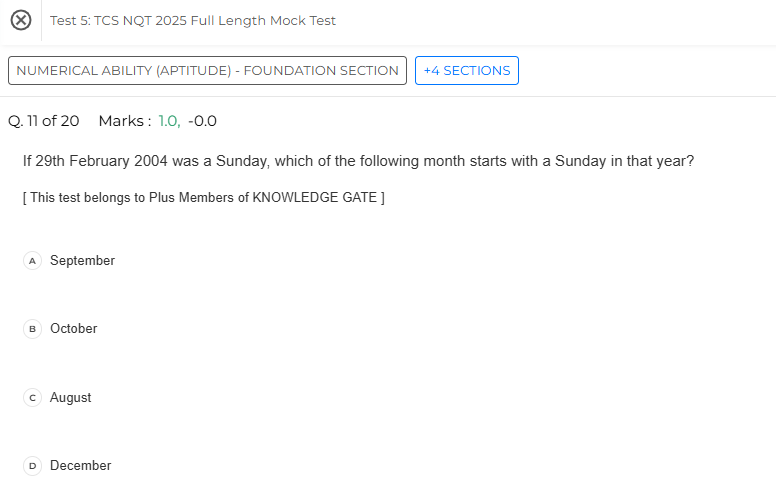 Test 5: TCS NQT 2025 Full Length Mock Test
NUMERICAL ABILITY (APTITUDE) - FOUNDATION SECTION +4 SECTIONS
Q. 11 of 20 Marks : 1.0, -0.0
If 29th February 2004 was a Sunday, which of the following month starts with a Sunday in that year?
[ This test belongs to Plus Members of KNOWLEDGE GATE ]
A September
B October
C August
D December